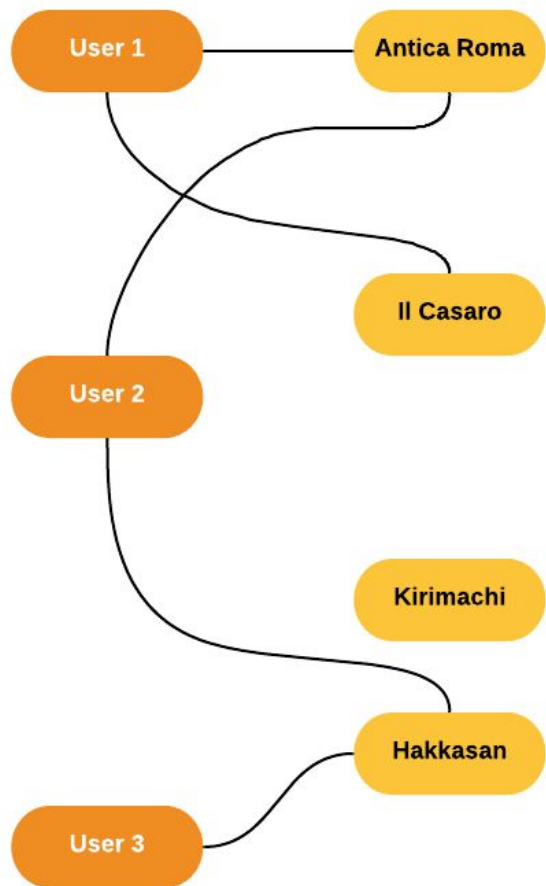 User 1
Antica Roma
Il Casaro
User 2
Kirimachi
Hakkasan
User 3